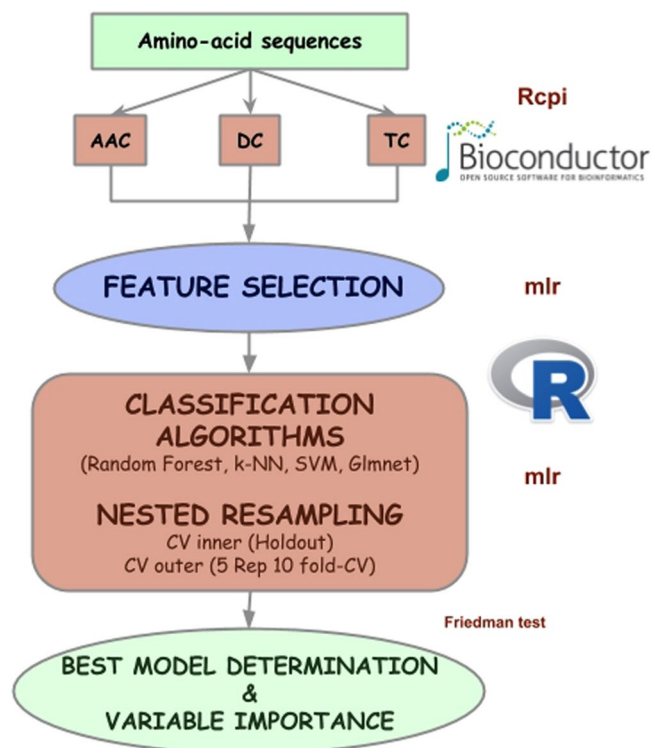 Amino-acid sequences
Rcpi
AAC
DC
TC
Bioconductor
OPEN SOURCE SOFTWARE FOR BIOINFORMATICS
FEATURE SELECTION
mlr
R
CLASSIFICATION
ALGORITHMS
(Random Forest, k-NN, SVM, Glmnet)
mlr
NESTED RESAMPLING
CV inner (Holdout)
CV outer (5 Rep 10 fold-CV)
Friedman test
BEST MODEL DETERMINATION
&
VARIABLE IMPORTANCE